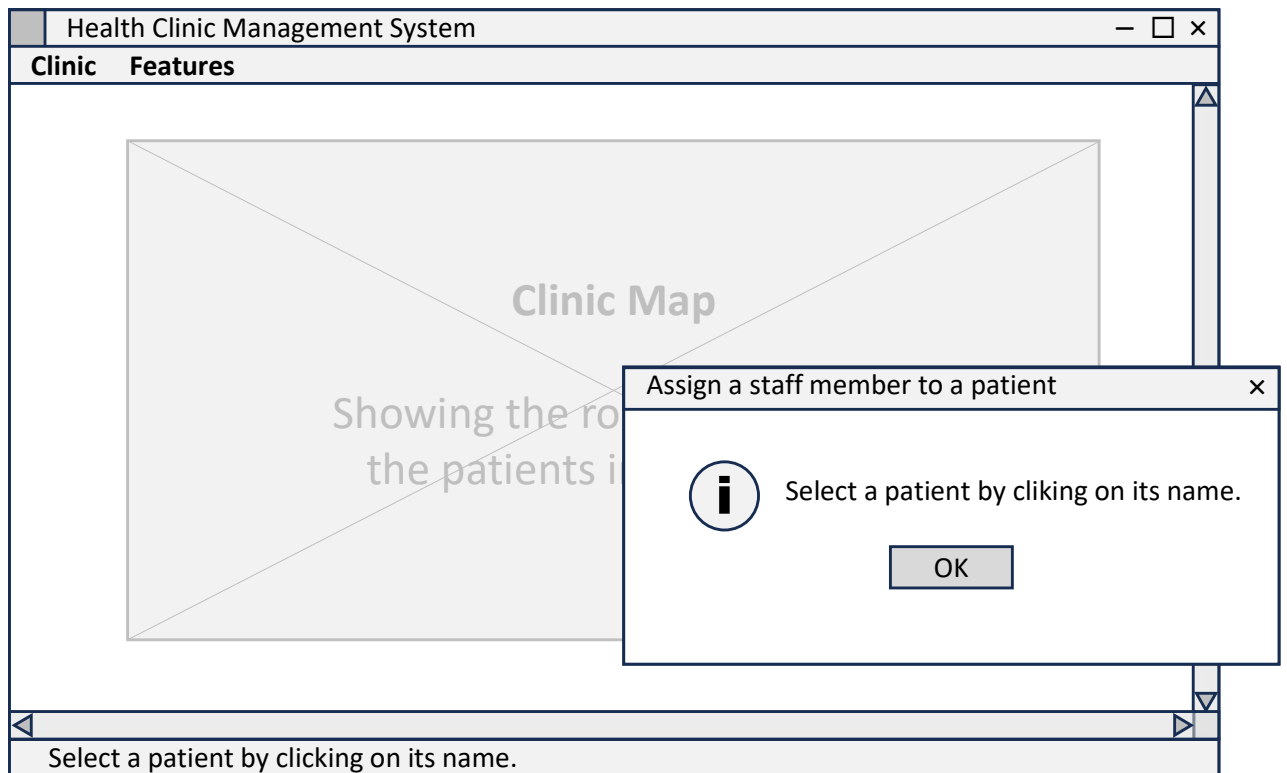 Health Clinic Management System
Clinic Features
Clinic Map
Showing the ro
the patients i
Assign a staff member to a patient
i
Select a patient by cliking on its name.
OK
Select a patient by clicking on its name.